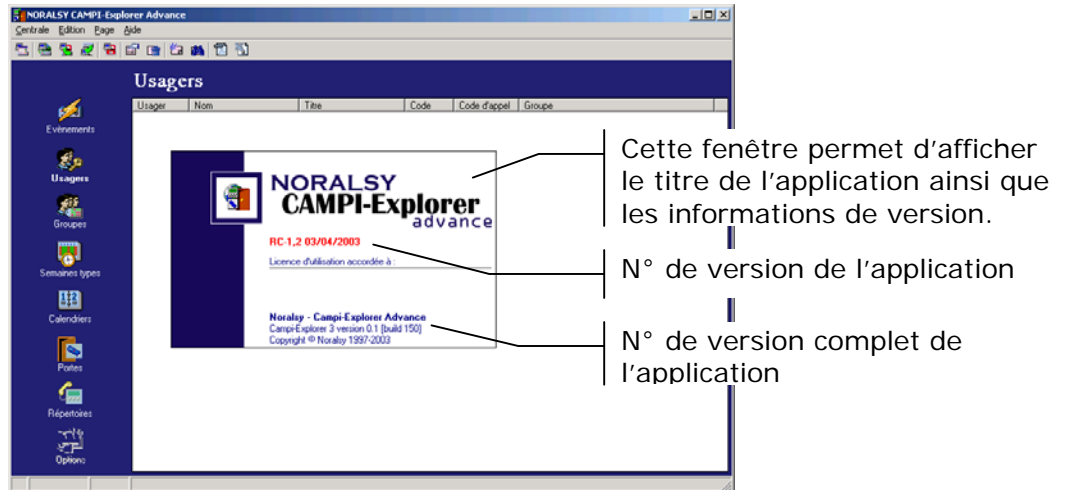 NORALSY CAMPI-Explorer Advance
Centrale Edition Page Aide
Usagers
Usager Nom Titre Code Code d'appel Groupe
Evènements
Usagers
Groupes
Semaines types
Calendriers
Portes
Répertoires
Options
NORALSY
CAMPI-Explorer
advance
RC-1,2 03/04/2003
Licence d'utilisation accordée à :
Noralsy - Campi-Explorer Advance
Campi-Explorer 3 version 0.1 [build 150]
Copyright © Noralsy 1997-2003
Cette fenêtre permet d'afficher
le titre de l'application ainsi que
les informations de version.
N° de version de l'application
N° de version complet de
l'application